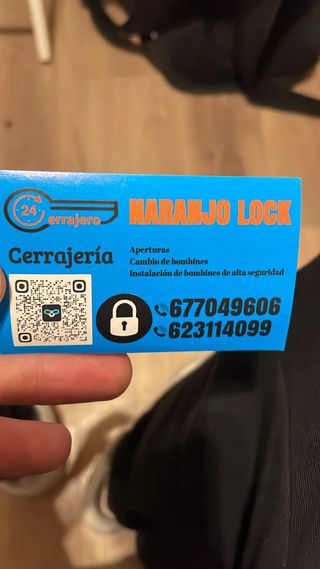 24
errajero
NARANJO LOCK
Cerrajería
Aperturas
Cambio de bombines
Instalación de bombines de alta seguridad
677049606
623114099